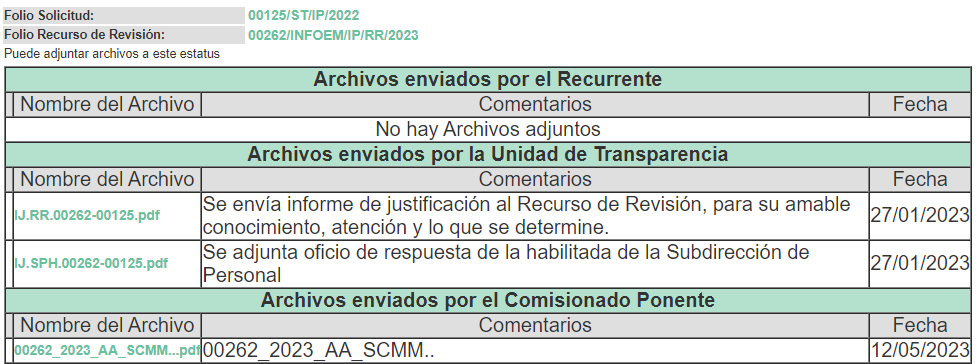 Folio Solicitud: 00125/ST/IP/2022
Folio Recurso de Revisión: 00262/INFOEM/IP/RR/2023
Puede adjuntar archivos a este estatus
Archivos enviados por el Recurrente
Nombre del Archivo Comentarios Fecha
No hay Archivos adjuntos
Archivos enviados por la Unidad de Transparencia
Nombre del Archivo Comentarios Fecha
IJ.RR.00262-00125.pdf Se envía informe de justificación al Recurso de Revisión, para su amable
conocimiento, atención y lo que se determine. 27/01/2023
IJ.SPH.00262-00125.pdf Se adjunta oficio de respuesta de la habilitada de la Subdirección de
Personal 27/01/2023
Archivos enviados por el Comisionado Ponente
Nombre del Archivo Comentarios Fecha
00262_2023_AA_SCMM...pdf 00262_2023_AA_SCMM.. 12/05/2023